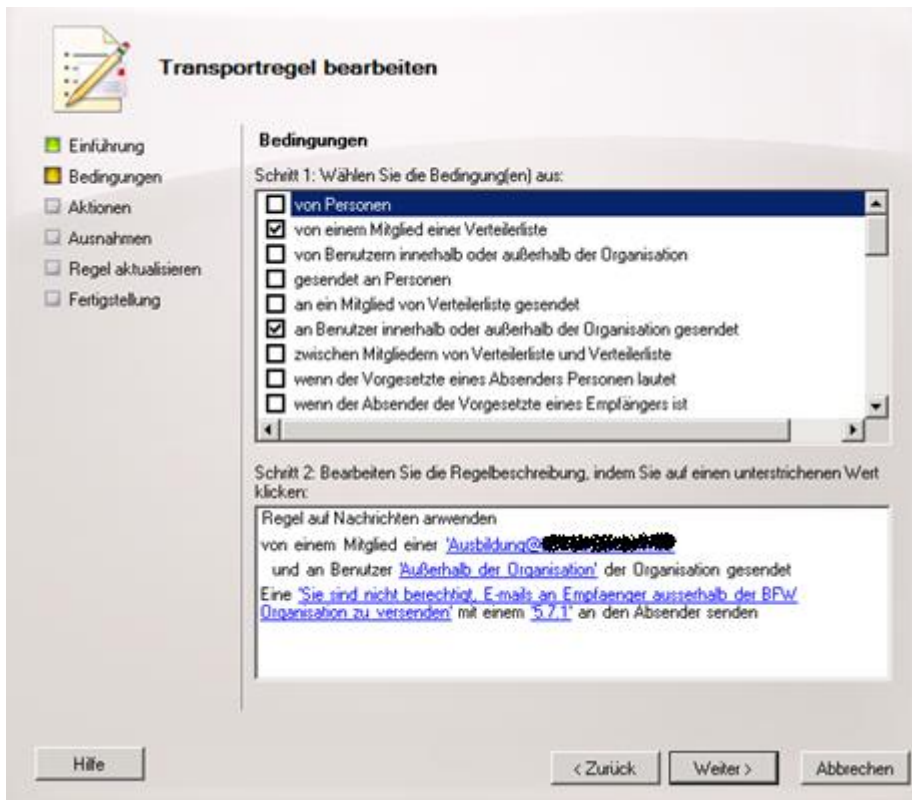 Transportregel bearbeiten
Einführung
Bedingungen
Aktionen
Ausnahmen
Regel aktualisieren
Fertigstellung
Bedingungen
Schritt 1: Wählen Sie die Bedingung(en) aus:
von Personen
von einem Mitglied einer Verteilerliste
von Benutzern innerhalb oder außerhalb der Organisation
gesendet an Personen
an ein Mitglied von Verteilerliste gesendet
an Benutzer innerhalb oder außerhalb der Organisation gesendet
zwischen Mitgliedern von Verteilerliste und Verteilerliste
wenn der Vorgesetzte eines Absenders Personen lautet
wenn der Absender der Vorgesetzte eines Empfängers ist
Schritt 2: Bearbeiten Sie die Regelbeschreibung, indem Sie auf einen unterstrichenen Wert
klicken:
Regel auf Nachrichten anwenden
von einem Mitglied einer 'Ausbildung@
und an Benutzer 'Außerhalb der Organisation' der Organisation gesendet
Eine 'Sie sind nicht berechtigt, E-mails an Empfaenger ausserhalb der BFW
Organisation zu versenden' mit einem '5.7.1' an den Absender senden
Hilfe
< Zurück
Weiter >
Abbrechen